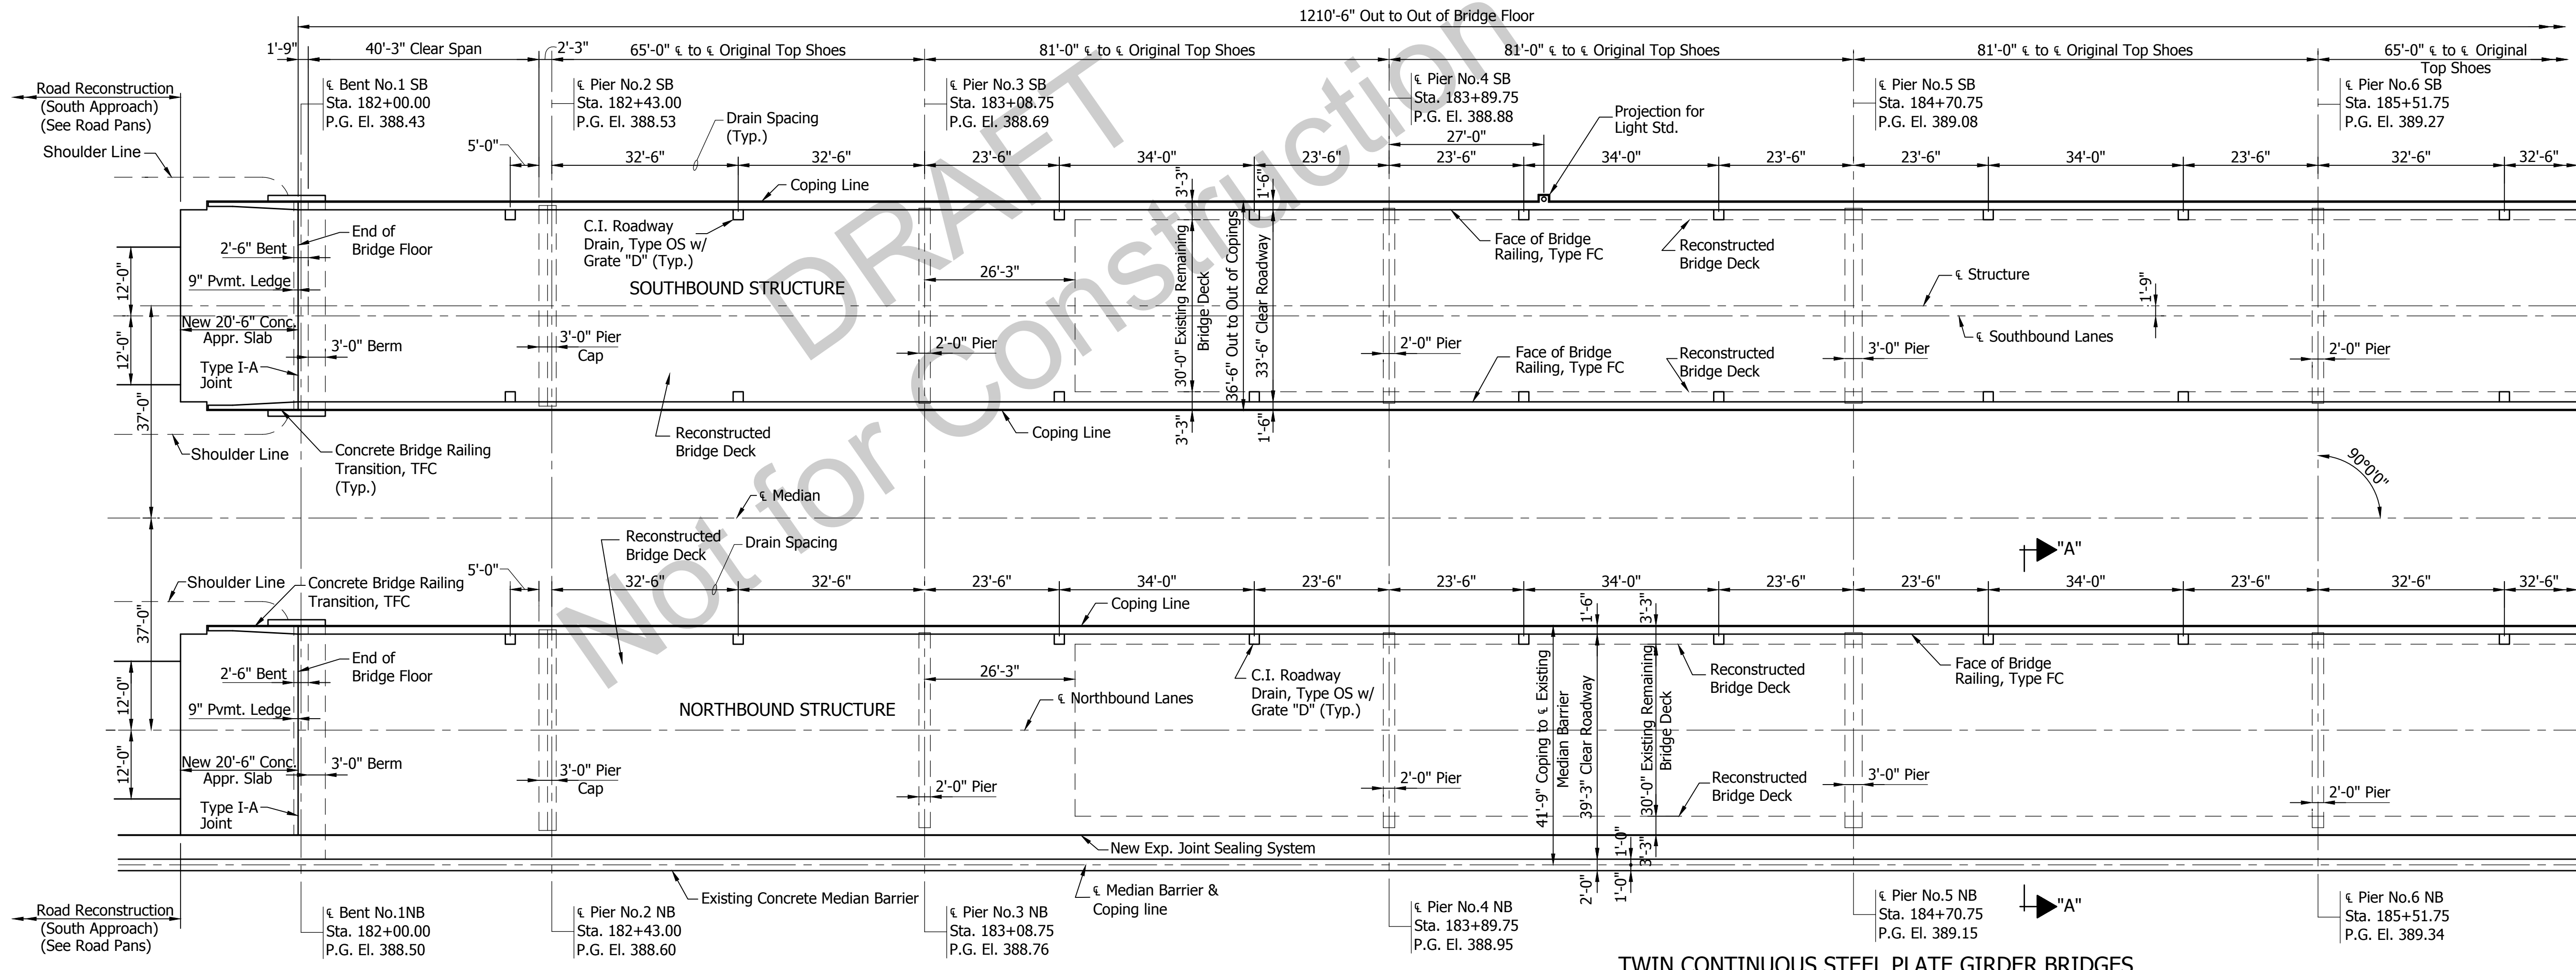 1210'-6" Out to Out of Bridge Floor
1'-9"
40'-3" Clear Span
2'-3"
65'-0" ℄ to ℄ Original Top Shoes
81'-0" ℄ to ℄ Original Top Shoes
81'-0" ℄ to ℄ Original Top Shoes
81'-0" ℄ to ℄ Original Top Shoes
65'-0" ℄ to ℄ Original
Top Shoes
Road Reconstruction
(South Approach)
(See Road Pans)
Shoulder Line
℄ Bent No.1 SB
Sta. 182+00.00
P.G. El. 388.43
℄ Pier No.2 SB
Sta. 182+43.00
P.G. El. 388.53
Drain Spacing
(Typ.)
℄ Pier No.3 SB
Sta. 183+08.75
P.G. El. 388.69
℄ Pier No.4 SB
Sta. 183+89.75
P.G. El. 388.88
27'-0"
Projection for
Light Std.
℄ Pier No.5 SB
Sta. 184+70.75
P.G. El. 389.08
℄ Pier No.6 SB
Sta. 185+51.75
P.G. El. 389.27
5'-0"
32'-6"
32'-6"
23'-6"
34'-0"
23'-6"
23'-6"
34'-0"
23'-6"
23'-6"
34'-0"
23'-6"
32'-6"
32'-6"
Coping Line
3'-3"
1'-6"
End of
Bridge Floor
2'-6" Bent
9" Pvmt. Ledge
12'-0"
12'-0"
New 20'-6" Conc.
Appr. Slab
3'-0" Berm
Type I-A
Joint
C.I. Roadway
Drain, Type OS w/
Grate "D" (Typ.)
SOUTHBOUND STRUCTURE
3'-0" Pier
Cap
26'-3"
2'-0" Pier
30'-0" Existing Remaining
Bridge Deck
36'-6" Out to Out of Copings
33'-6" Clear Roadway
Face of Bridge
Railing, Type FC
Reconstructed
Bridge Deck
℄ Structure
1'-9"
℄ Southbound Lanes
2'-0" Pier
Face of Bridge
Railing, Type FC
Reconstructed
Bridge Deck
3'-0" Pier
2'-0" Pier
37'-0"
Shoulder Line
Concrete Bridge Railing
Transition, TFC
(Typ.)
Reconstructed
Bridge Deck
Coping Line
3'-3"
1'-6"
90°0'0"
℄ Median
DRAFT
Not for Construction
Reconstructed
Bridge Deck
Drain Spacing
"A"
37'-0"
Shoulder Line
Concrete Bridge Railing
Transition, TFC
5'-0"
32'-6"
32'-6"
23'-6"
34'-0"
23'-6"
23'-6"
34'-0"
23'-6"
23'-6"
34'-0"
23'-6"
32'-6"
32'-6"
Coping Line
1'-6"
3'-3"
End of
Bridge Floor
2'-6" Bent
9" Pvmt. Ledge
12'-0"
12'-0"
New 20'-6" Conc.
Appr. Slab
3'-0" Berm
Type I-A
Joint
NORTHBOUND STRUCTURE
3'-0" Pier
Cap
26'-3"
℄ Northbound Lanes
2'-0" Pier
C.I. Roadway
Drain, Type OS w/
Grate "D" (Typ.)
2'-0" Pier
41'-9" Coping to ℄ Existing
Median Barrier
39'-3" Clear Roadway
30'-0" Existing Remaining
Bridge Deck
Reconstructed
Bridge Deck
Face of Bridge
Railing, Type FC
Reconstructed
Bridge Deck
3'-0" Pier
2'-0" Pier
New Exp. Joint Sealing System
1'-0"
3'-3"
2'-0"
1'-0"
Existing Concrete Median Barrier
℄ Median Barrier &
Coping line
Road Reconstruction
(South Approach)
(See Road Pans)
℄ Bent No.1NB
Sta. 182+00.00
P.G. El. 388.50
℄ Pier No.2 NB
Sta. 182+43.00
P.G. El. 388.60
℄ Pier No.3 NB
Sta. 183+08.75
P.G. El. 388.76
℄ Pier No.4 NB
Sta. 183+89.75
P.G. El. 388.95
℄ Pier No.5 NB
Sta. 184+70.75
P.G. El. 389.15
"A"
℄ Pier No.6 NB
Sta. 185+51.75
P.G. El. 389.34
TWIN CONTINUOUS STEEL PLATE GIRDER BRIDGES